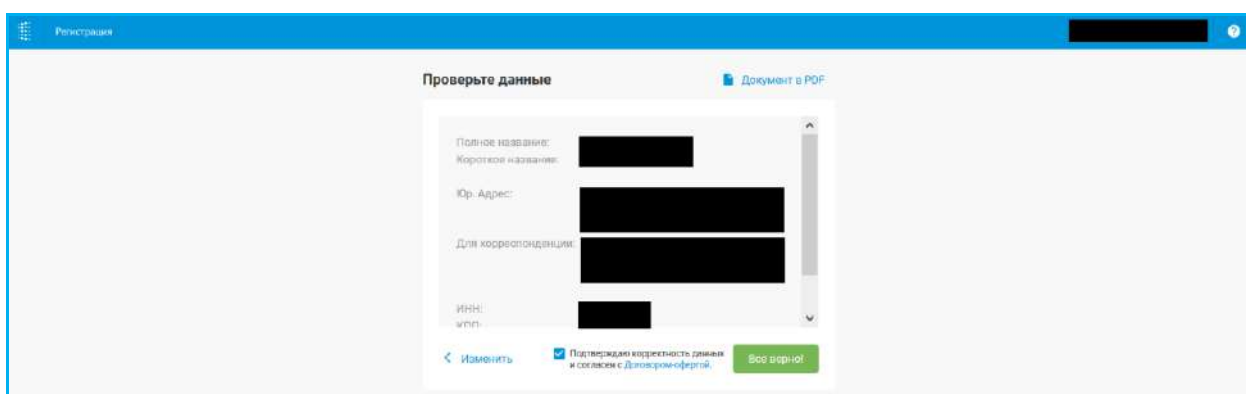 Регистрация
Проверьте данные
Документ в PDF
Полное название:
Короткое название:
Юр. Адрес:
Для корреспонденции:
ИНН:
КПП:
Изменить
Подтверждаю корректность данных
и согласен с Договором-офертой.
Все верно!